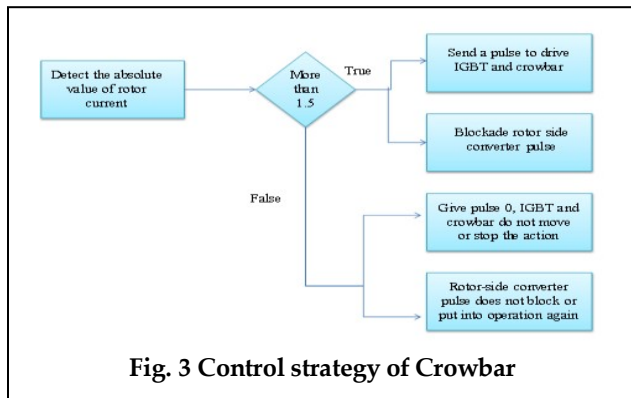 Detect the absolute
value of rotor
current
More
than
1.5
True
False
Send a pulse to drive
IGBT and crowbar
Blockade rotor side
converter pulse
Give pulse 0, IGBT and
crowbar do not move
or stop the action
Rotor-side converter
pulse does not block or
put into operation again
Fig. 3 Control strategy of Crowbar